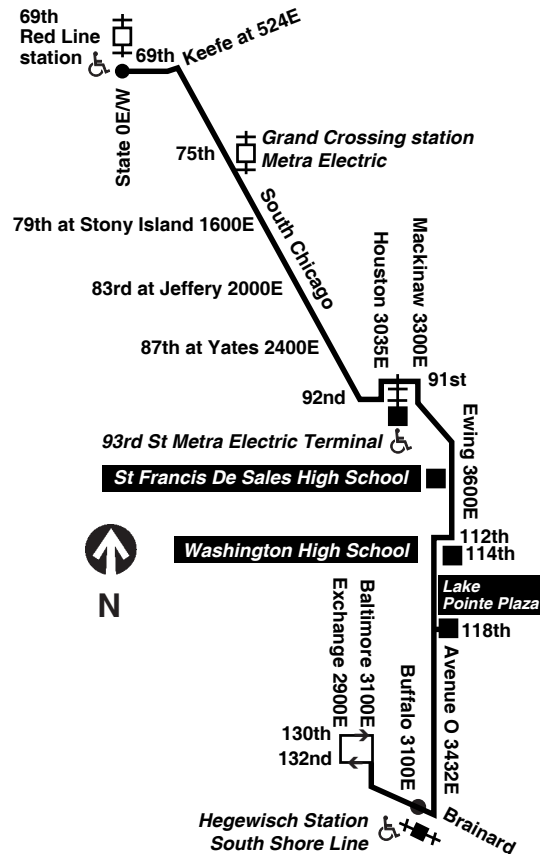 69th
Red Line
station
69th
Keefe at 524E
State 0E/W
75th
Grand Crossing station
Metra Electric
South Chicago
79th at Stony Island 1600E
83rd at Jeffery 2000E
87th at Yates 2400E
Houston 3035E
Mackinaw 3300E
92nd
91st
93rd St Metra Electric Terminal
Ewing 3600E
St Francis De Sales High School
112th
Washington High School
114th
N
Lake
Pointe Plaza
118th
Exchange 2900E
Baltimore 3100E
Buffalo 3100E
Avenue O 3432E
130th
132nd
Brainard
Hegewisch Station
South Shore Line